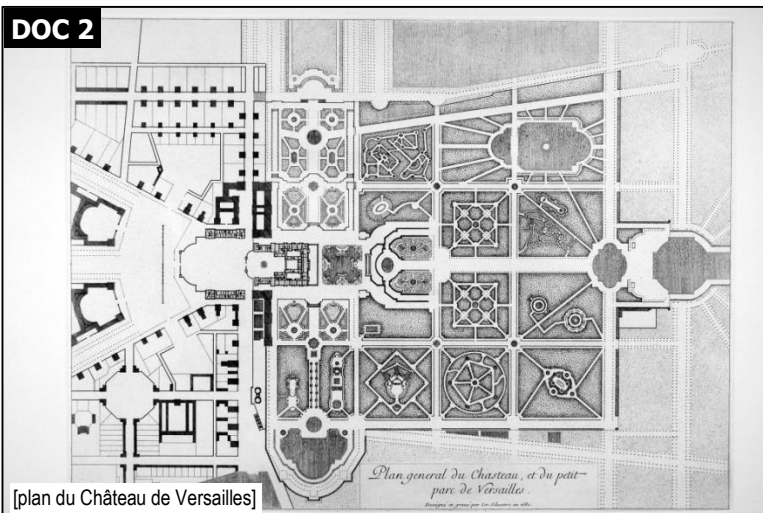 DOC 2
Plan general du Chasteau, et du petit
parc de Versailles.
[plan du Château de Versailles]